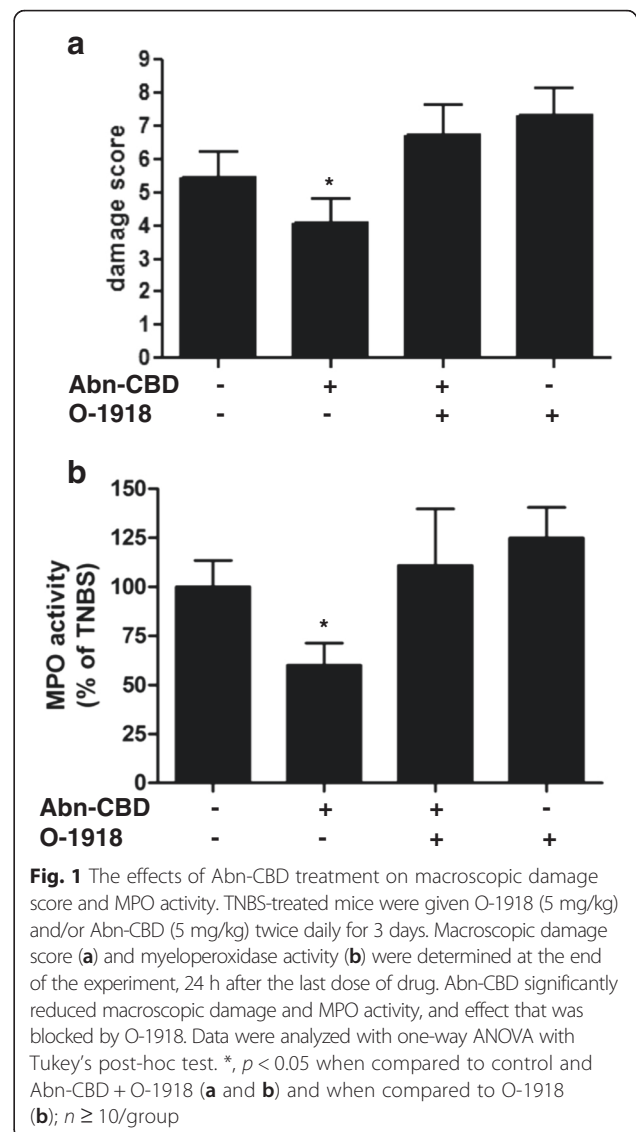 a
9
8
7
6
5
4
3
2
1
0
damage score
*
Abn-CBD - + + -
O-1918 - - + +
b
150
125
100
75
50
25
0
MPO activity
(% of TNBS)
*
Abn-CBD - + + -
O-1918 - - + +
Fig. 1 The effects of Abn-CBD treatment on macroscopic damage
score and MPO activity. TNBS-treated mice were given O-1918 (5 mg/kg)
and/or Abn-CBD (5 mg/kg) twice daily for 3 days. Macroscopic damage
score (a) and myeloperoxidase activity (b) were determined at the end
of the experiment, 24 h after the last dose of drug. Abn-CBD significantly
reduced macroscopic damage and MPO activity, and effect that was
blocked by O-1918. Data were analyzed with one-way ANOVA with
Tukey's post-hoc test. *, p < 0.05 when compared to control and
Abn-CBD + O-1918 (a and b) and when compared to O-1918
(b); n ≥ 10/group